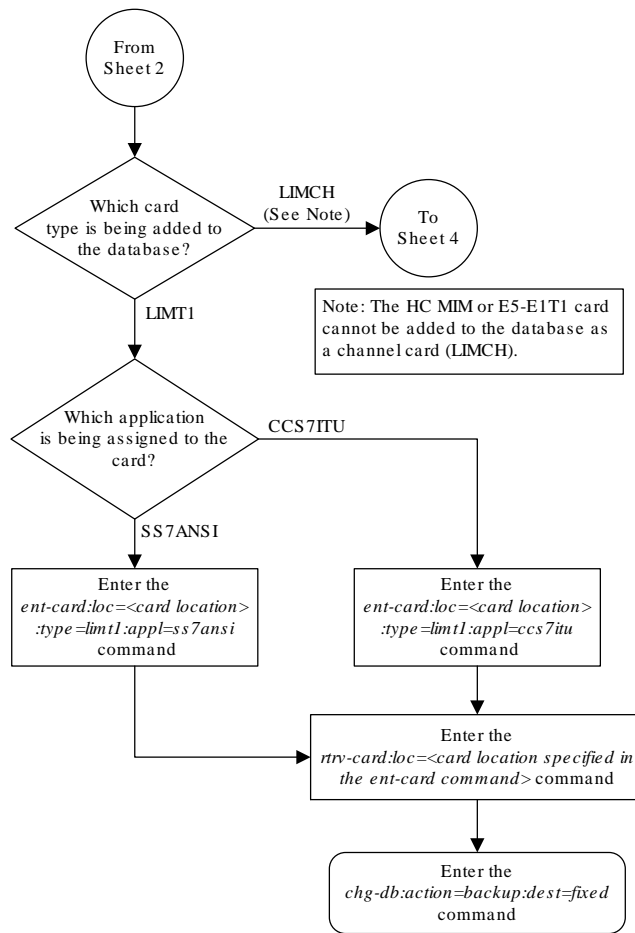 From
Sheet 2
Which card
type is being added to
the database?
LIMCH
(See Note)
To
Sheet 4
LIMT1
Note: The HC MIM or E5-E1T1 card
cannot be added to the database as
a channel card (LIMCH).
Which application
is being assigned to the
card?
CCS7ITU
SS7ANSI
Enter the
ent-card:loc=<card location>
:type=limt1:appl=ss7ansi
command
Enter the
ent-card:loc=<card location>
:type=limt1:appl=ccs7itu
command
Enter the
rtrv-card:loc=<card location specified in
the ent-card command> command
Enter the
chg-db:action=backup:dest=fixed
command